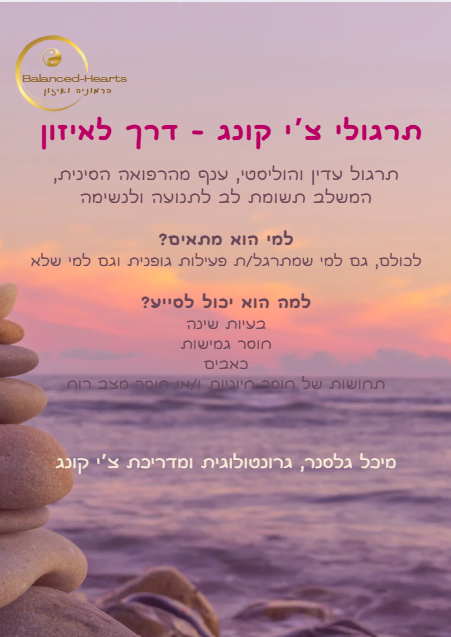 Balanced-Hearts
הרמוניה ואיזון
תרגולי צ'י קונג - דרך לאיזון
תרגול עדין והוליסטי, ענף מהרפואה הסינית,
המשלב תשומת לב לתנועה ולנשימה
למי הוא מתאים?
לכולם, גם למי שמתרגל/ת פעילות גופנית וגם למי שלא
למה הוא יכול לסייע?
בעיות שינה
חוסר גמישות
כאבים
תחושות של חוסר חיוניות ו/או חוסר מצב רוח
מיכל גלסנר, גרונטולוגית ומדריכת צ'י קונג